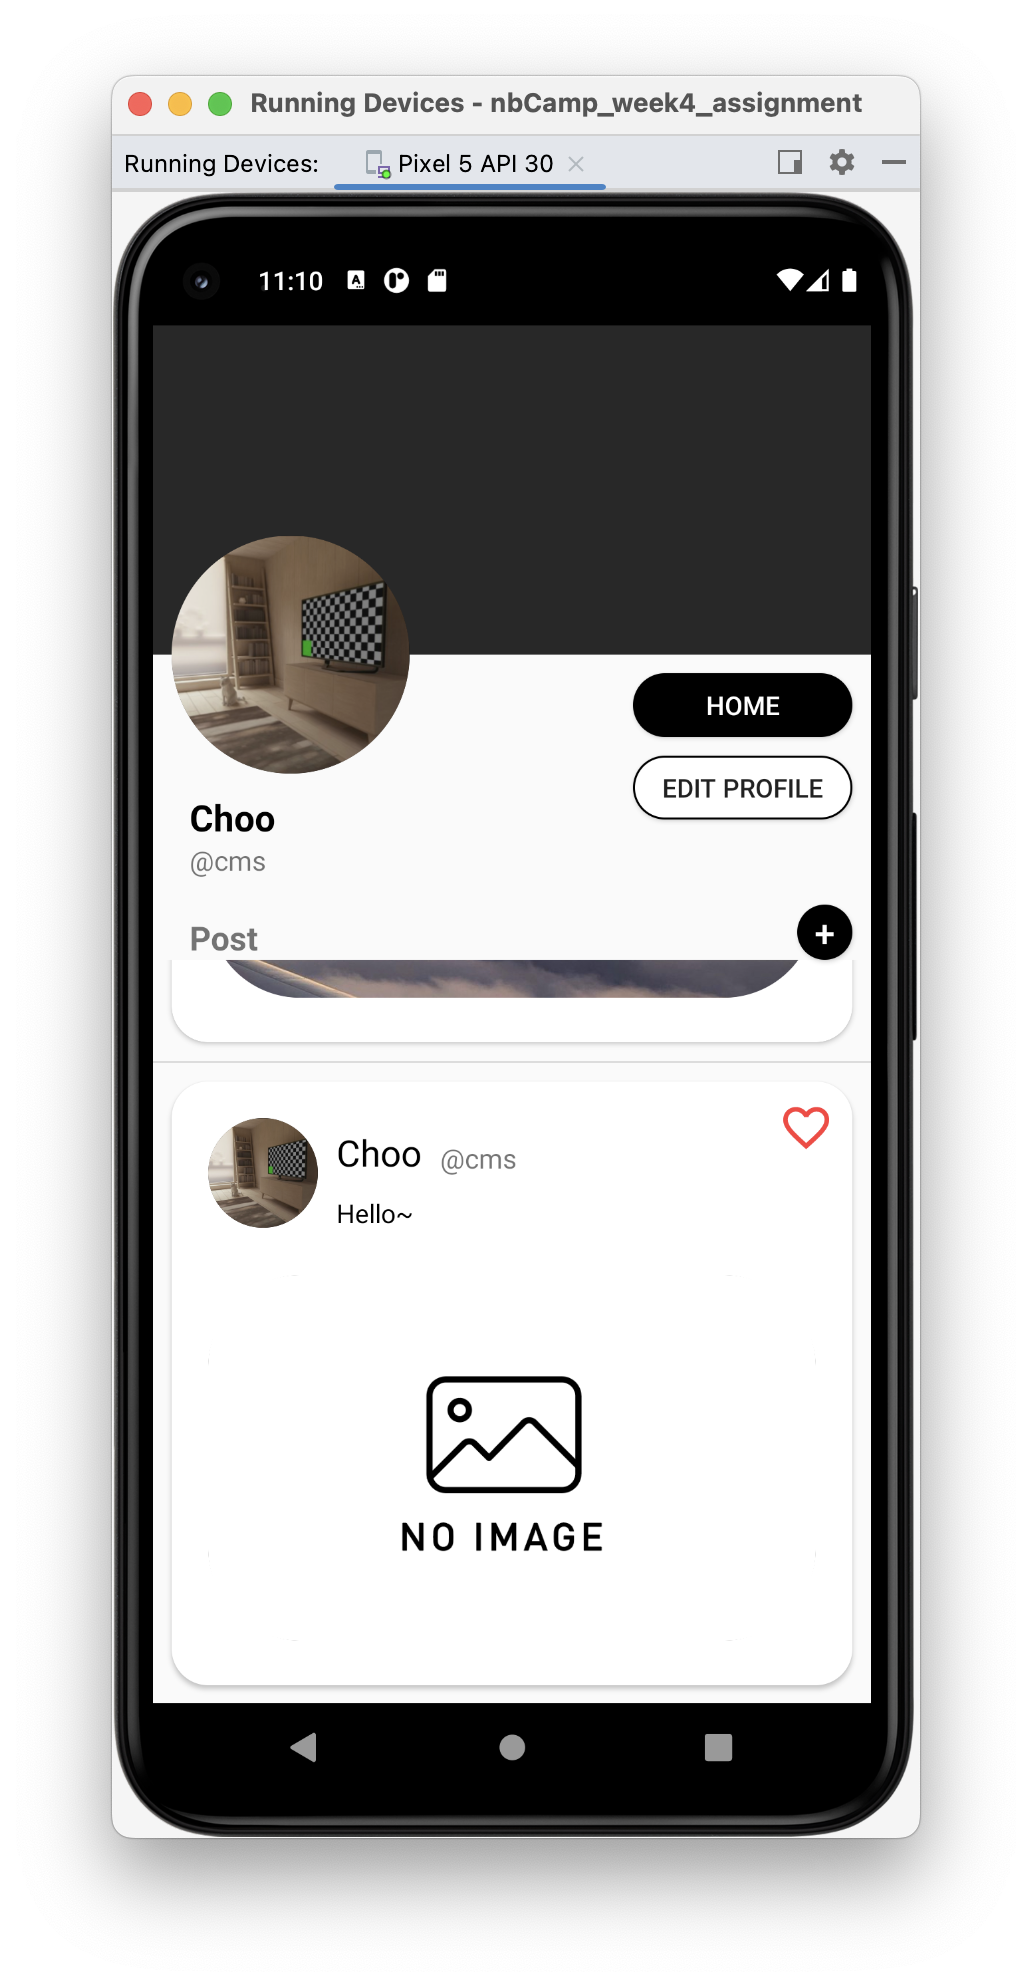 Running Devices - nbCamp_week4_assignment
Running Devices: Pixel 5 API 30
11:10
HOME
EDIT PROFILE
Choo
@cms
Post
+
Choo @cms
Hello~
NO IMAGE